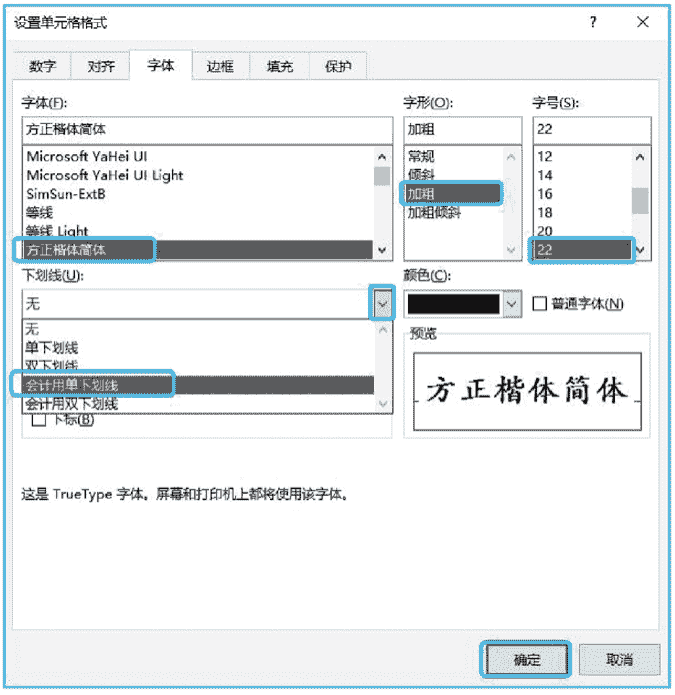 设置单元格格式 ? ×
数字 对齐 字体 边框 填充 保护
字体(F): 字形(O): 字号(S):
方正楷体简体 加粗 22
Microsoft YaHei UI 常规 12
Microsoft YaHei UI Light 倾斜 14
SimSun-ExtB 加粗 16
等线 加粗倾斜 18
等线 Light 20
方正楷体简体 22
下划线(U): 颜色(C):
无 普通字体(N)
无 预览
单下划线
双下划线
会计用单下划线 方正楷体简体
会计用双下划线
下标(B)
这是 TrueType 字体。屏幕和打印机上都将使用该字体。
确定 取消